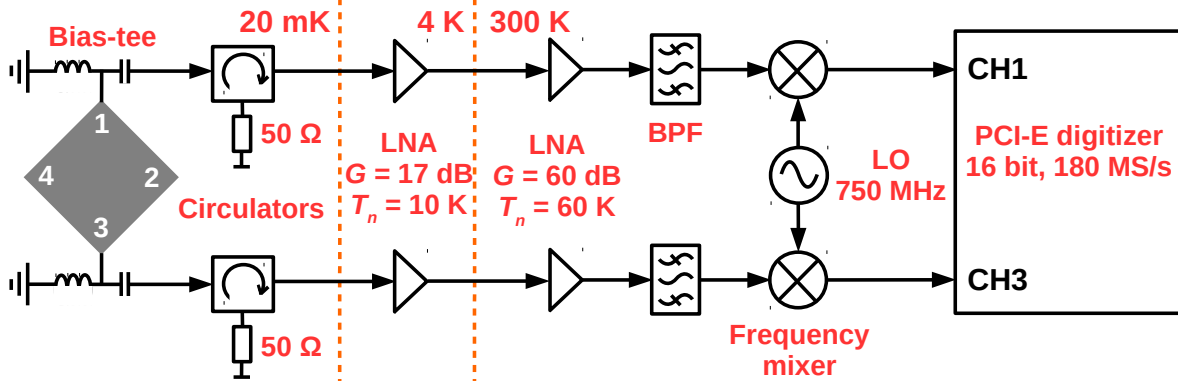 20 mK
4 K
300 K
Bias-tee
CH1
50 Ω
BPF
1
4
2
3
LNA
G = 17 dB
Tn = 10 K
LNA
G = 60 dB
Tn = 60 K
LO
750 MHz
PCI-E digitizer
16 bit, 180 MS/s
Circulators
CH3
50 Ω
Frequency
mixer